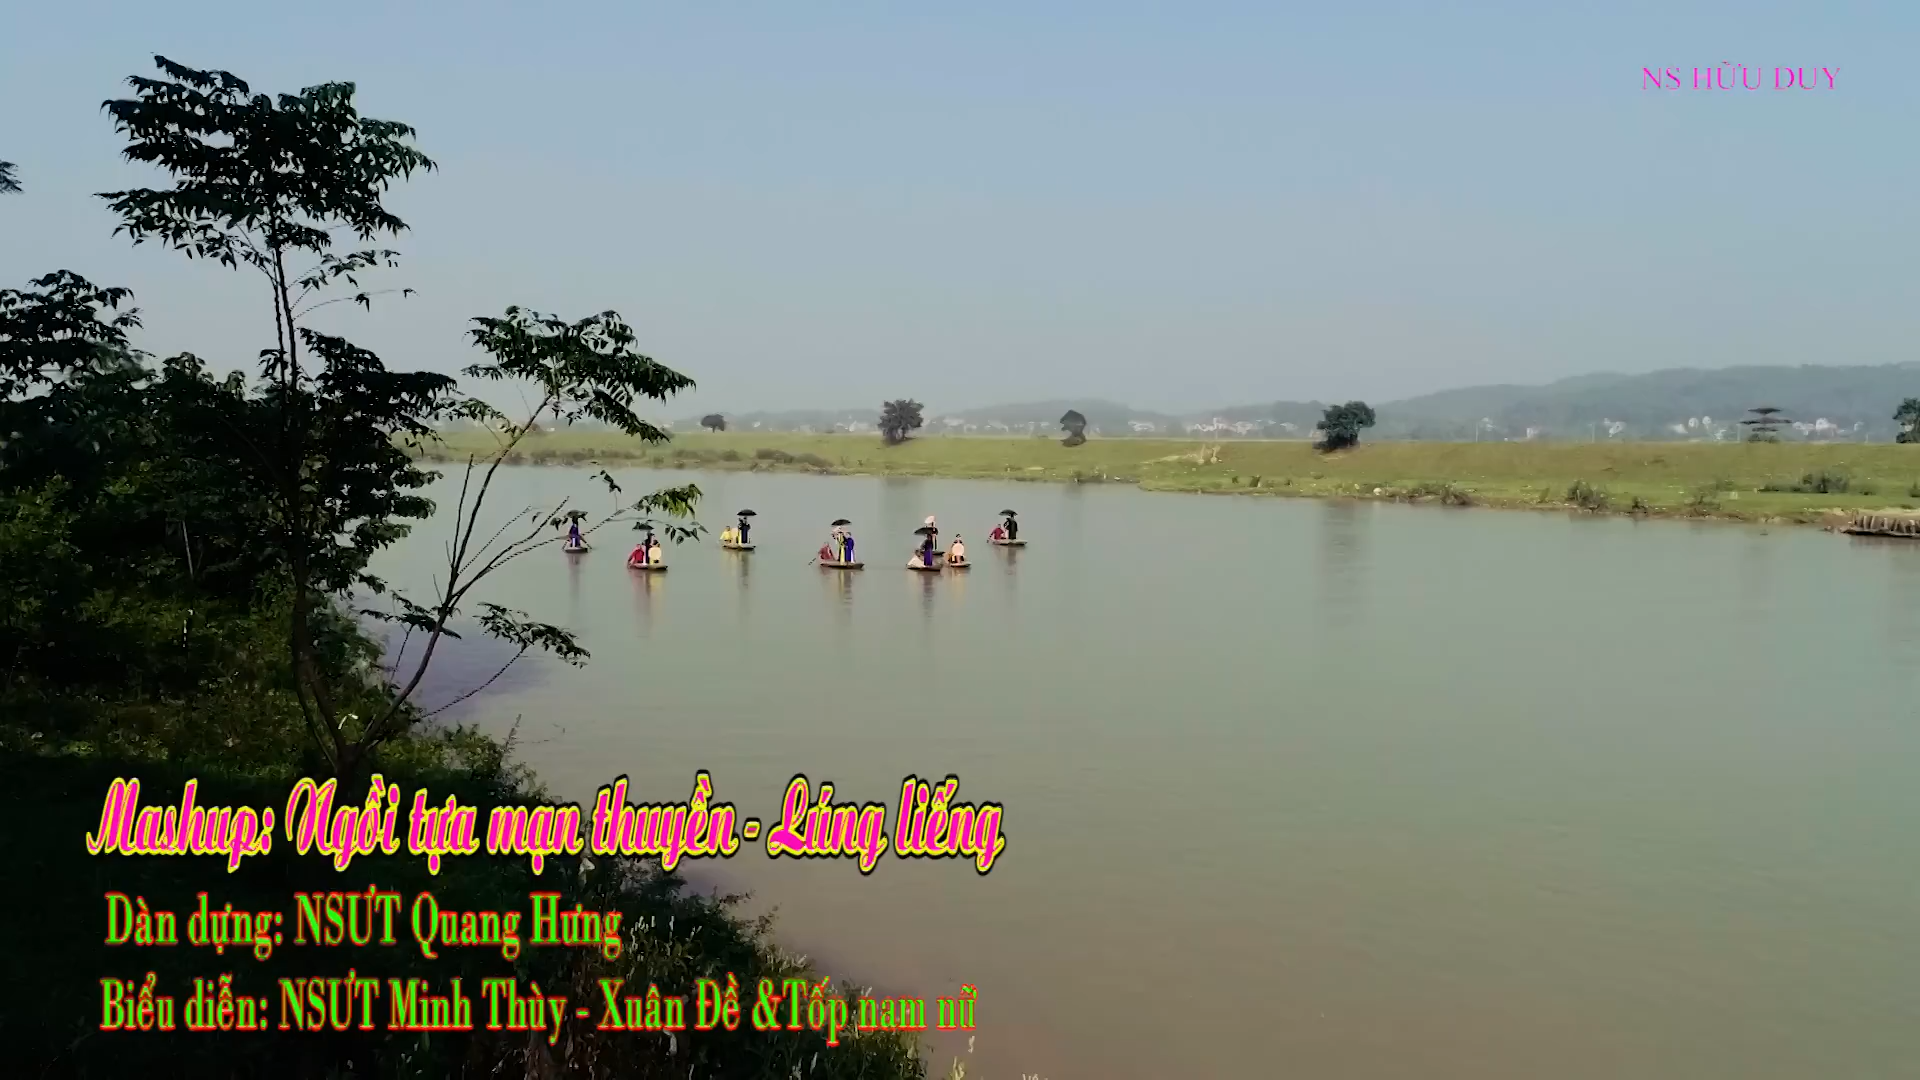 NS HỮU DUY
Mashup: Ngồi tựa mạn thuyền - Lúng liếng
Dàn dựng: NSƯT Quang Hưng
Biểu diễn: NSƯT Minh Thùy - Xuân Đề &Tốp nam nữ